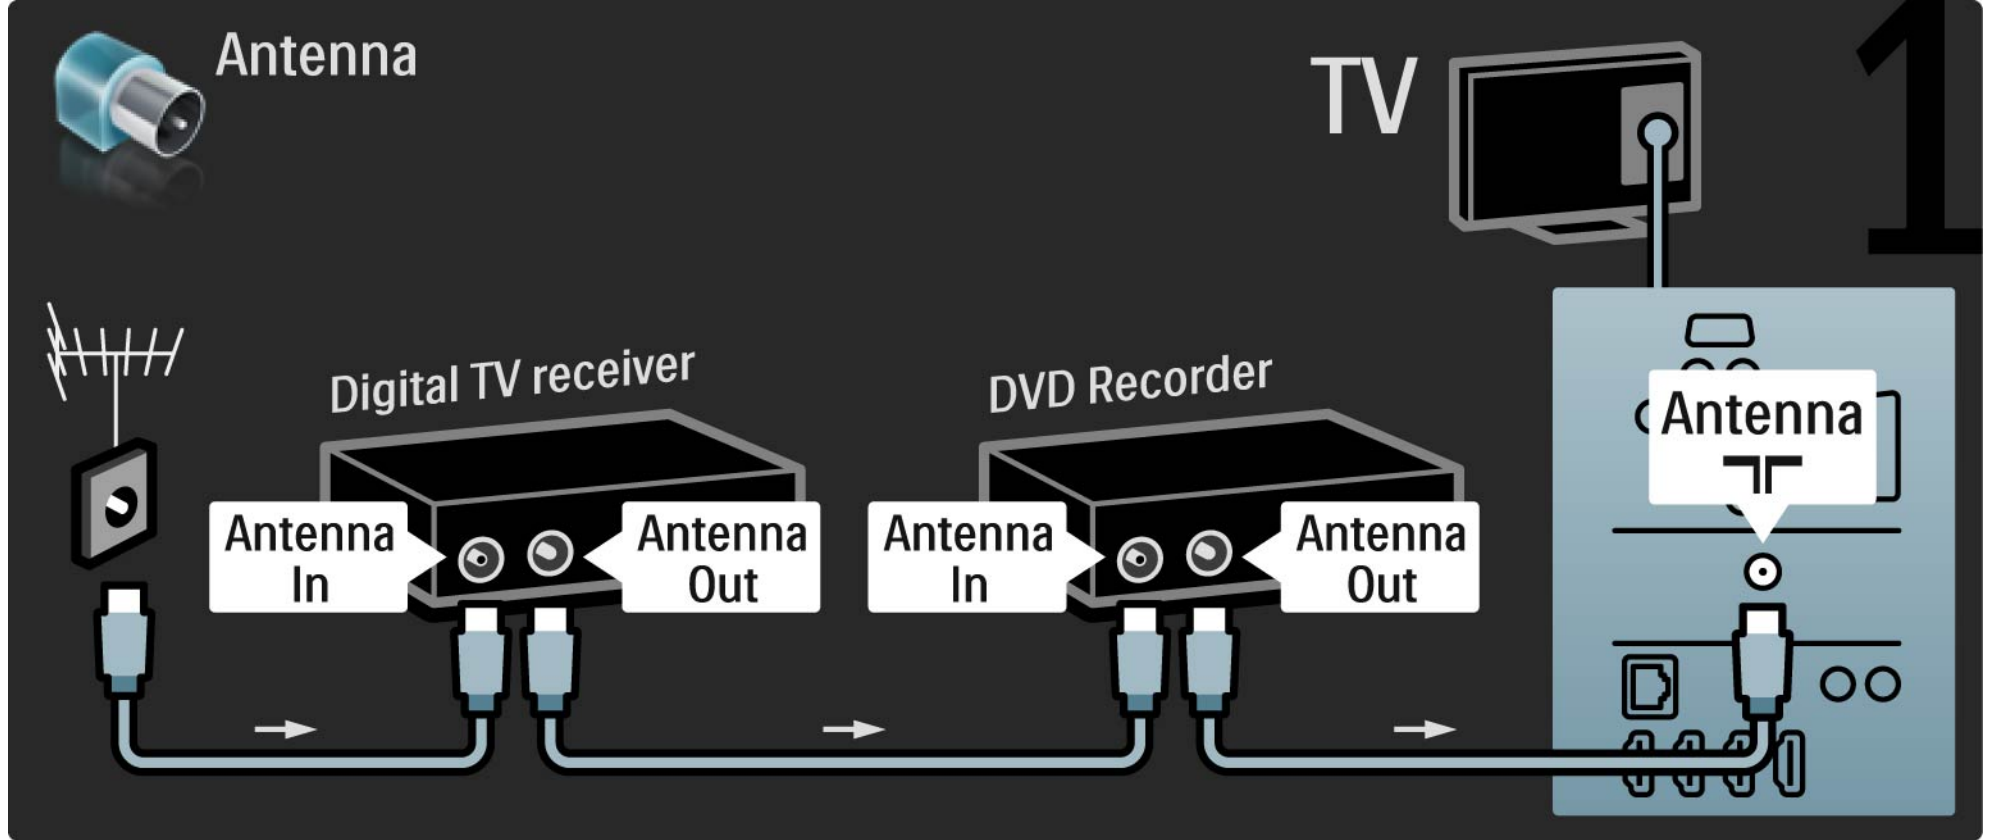 Antenna
TV
1
Digital TV receiver
DVD Recorder
Antenna
Antenna
In
Antenna
Out
Antenna
In
Antenna
Out